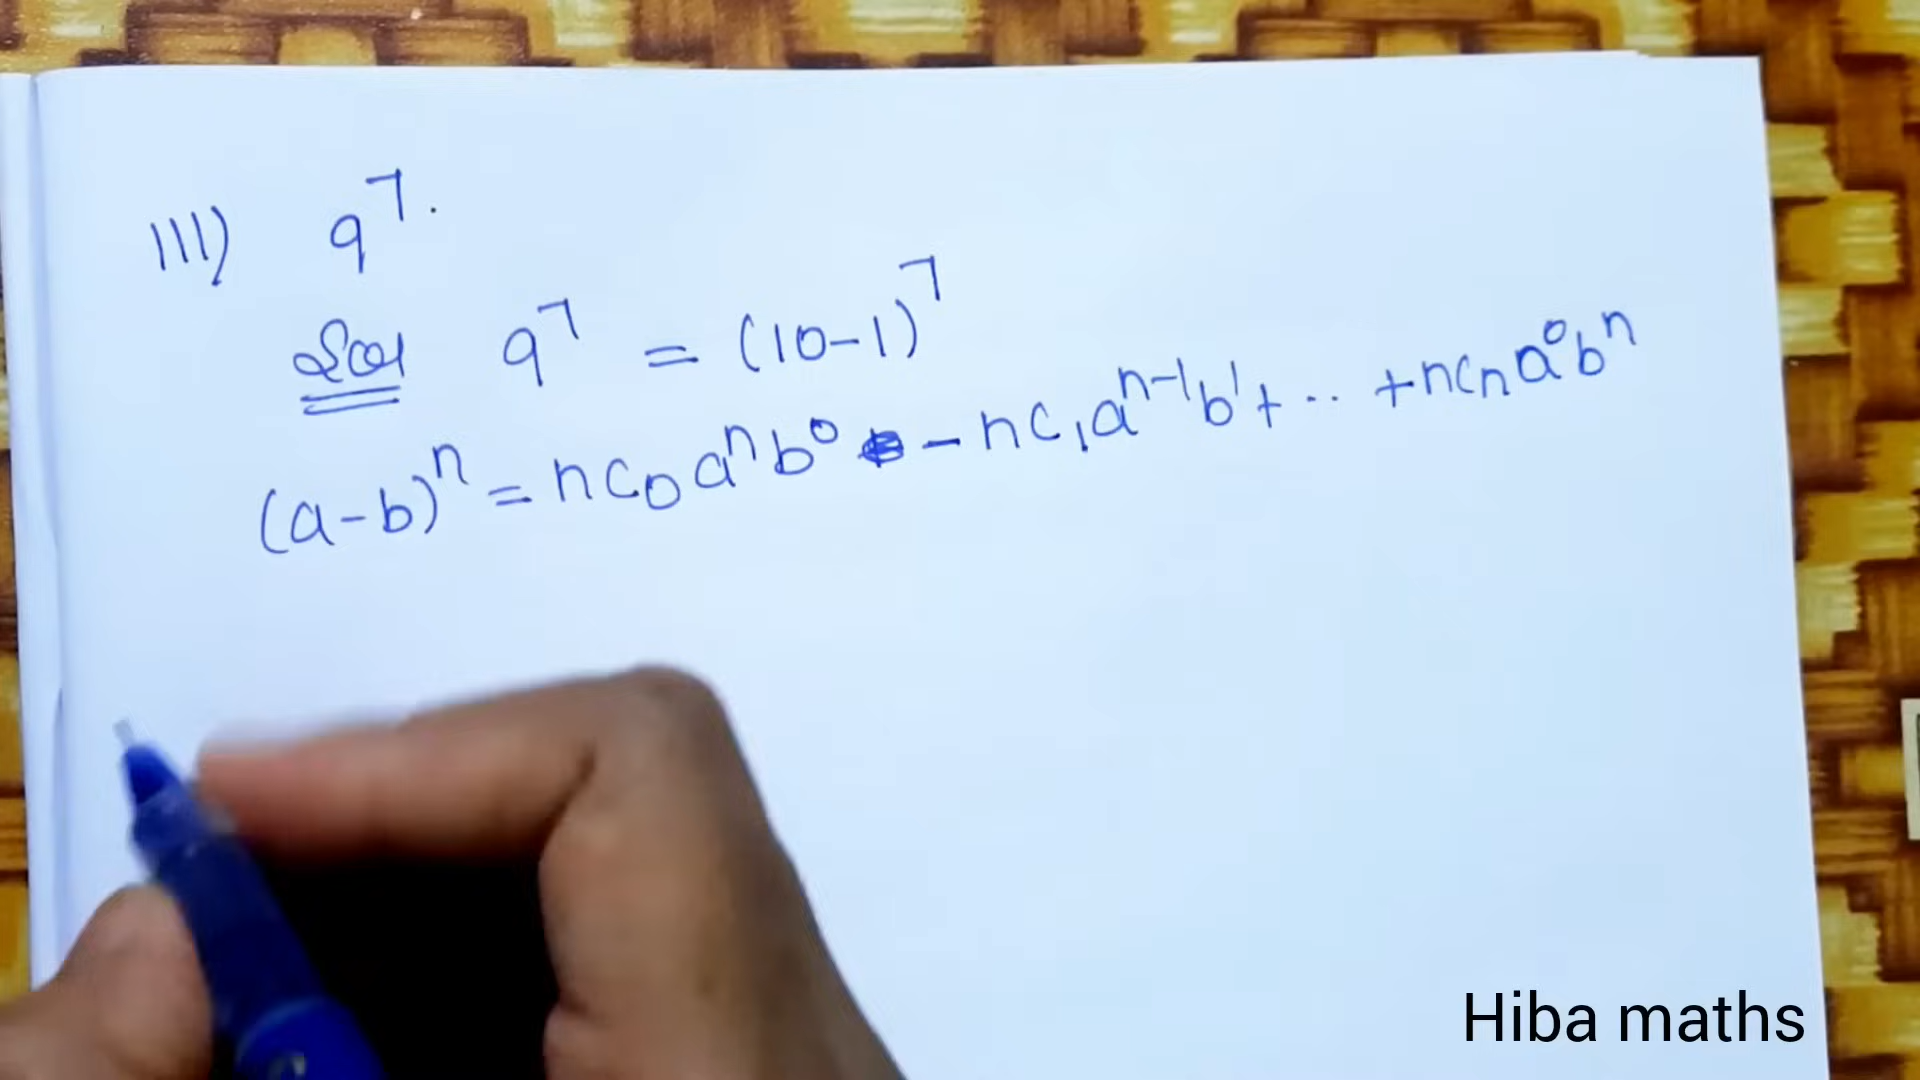 III) 9⁷.
Sol 9⁷ = (10-1)⁷
(a-b)ⁿ = nc₀ aⁿ b⁰ - nc₁ aⁿ⁻¹ b¹ + .. + ncₙ a⁰ bⁿ
Hiba maths